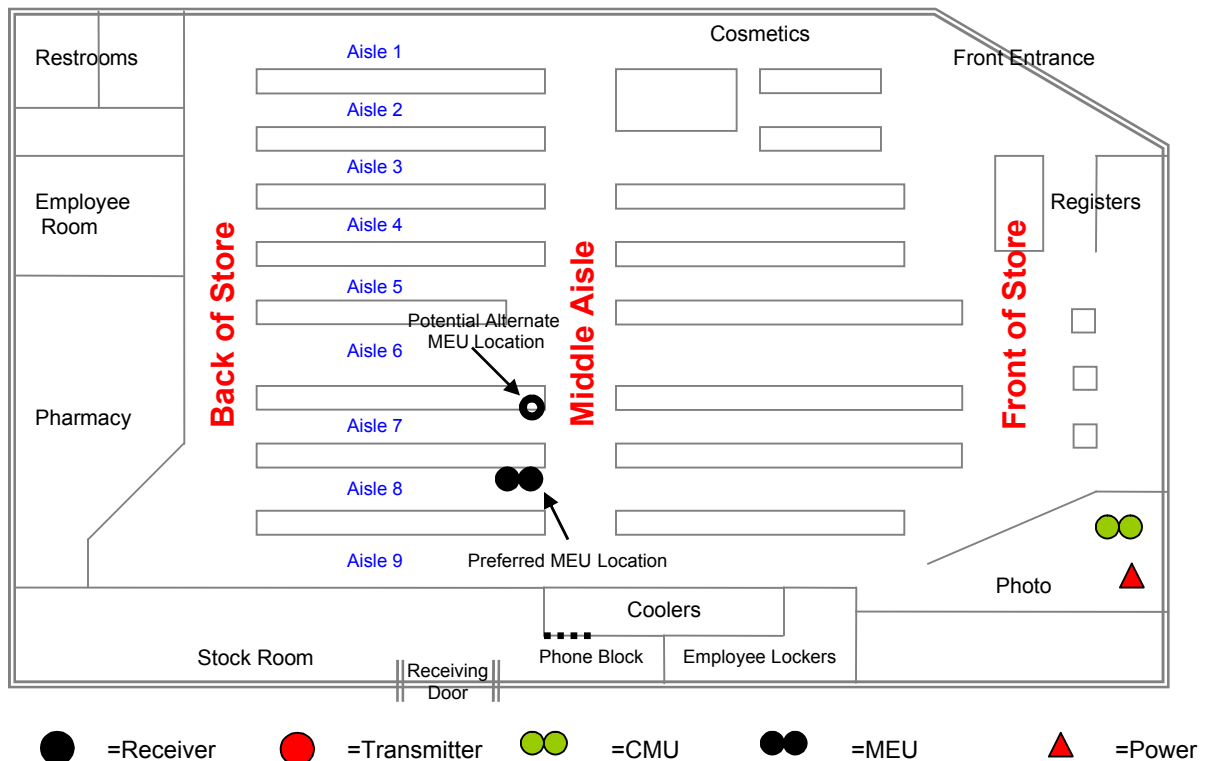 Cosmetics
Restrooms
Aisle 1
Front Entrance
Aisle 2
Aisle 3
Employee
Room
Registers
Aisle 4
Back of Store
Middle Aisle
Front of Store
Aisle 5
Potential Alternate
MEU Location
Aisle 6
Pharmacy
Aisle 7
Aisle 8
Preferred MEU Location
Aisle 9
Photo
Coolers
Stock Room
Phone Block
Employee Lockers
Receiving
Door
=Receiver
=Transmitter
=CMU
=MEU
=Power